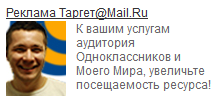 Реклама Таргет@Mail.Ru
К вашим услугам
аудитория
Одноклассников и
Моего Мира, увеличьте
посещаемость ресурса!